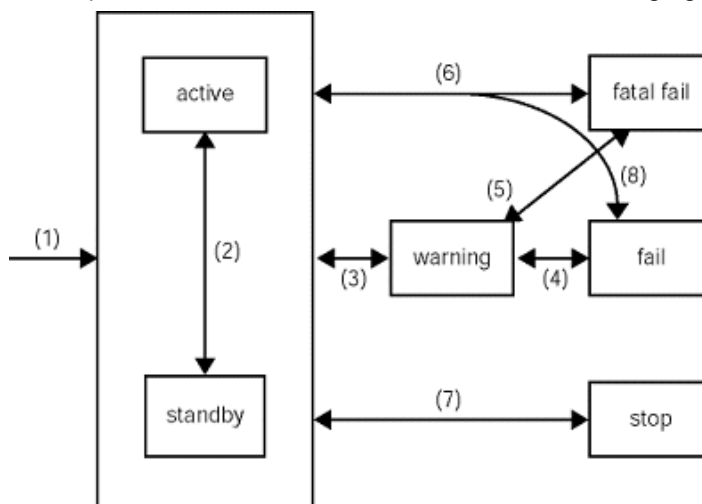 active
(6)
fatal fail
(5)
(8)
(1)
(2)
(3)
warning
(4)
fail
standby
(7)
stop